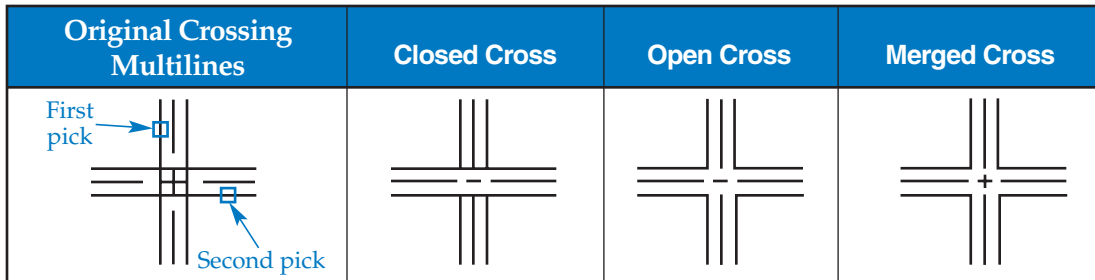 Original Crossing
Multilines
Closed Cross
Open Cross
Merged Cross
First
pick
Second pick